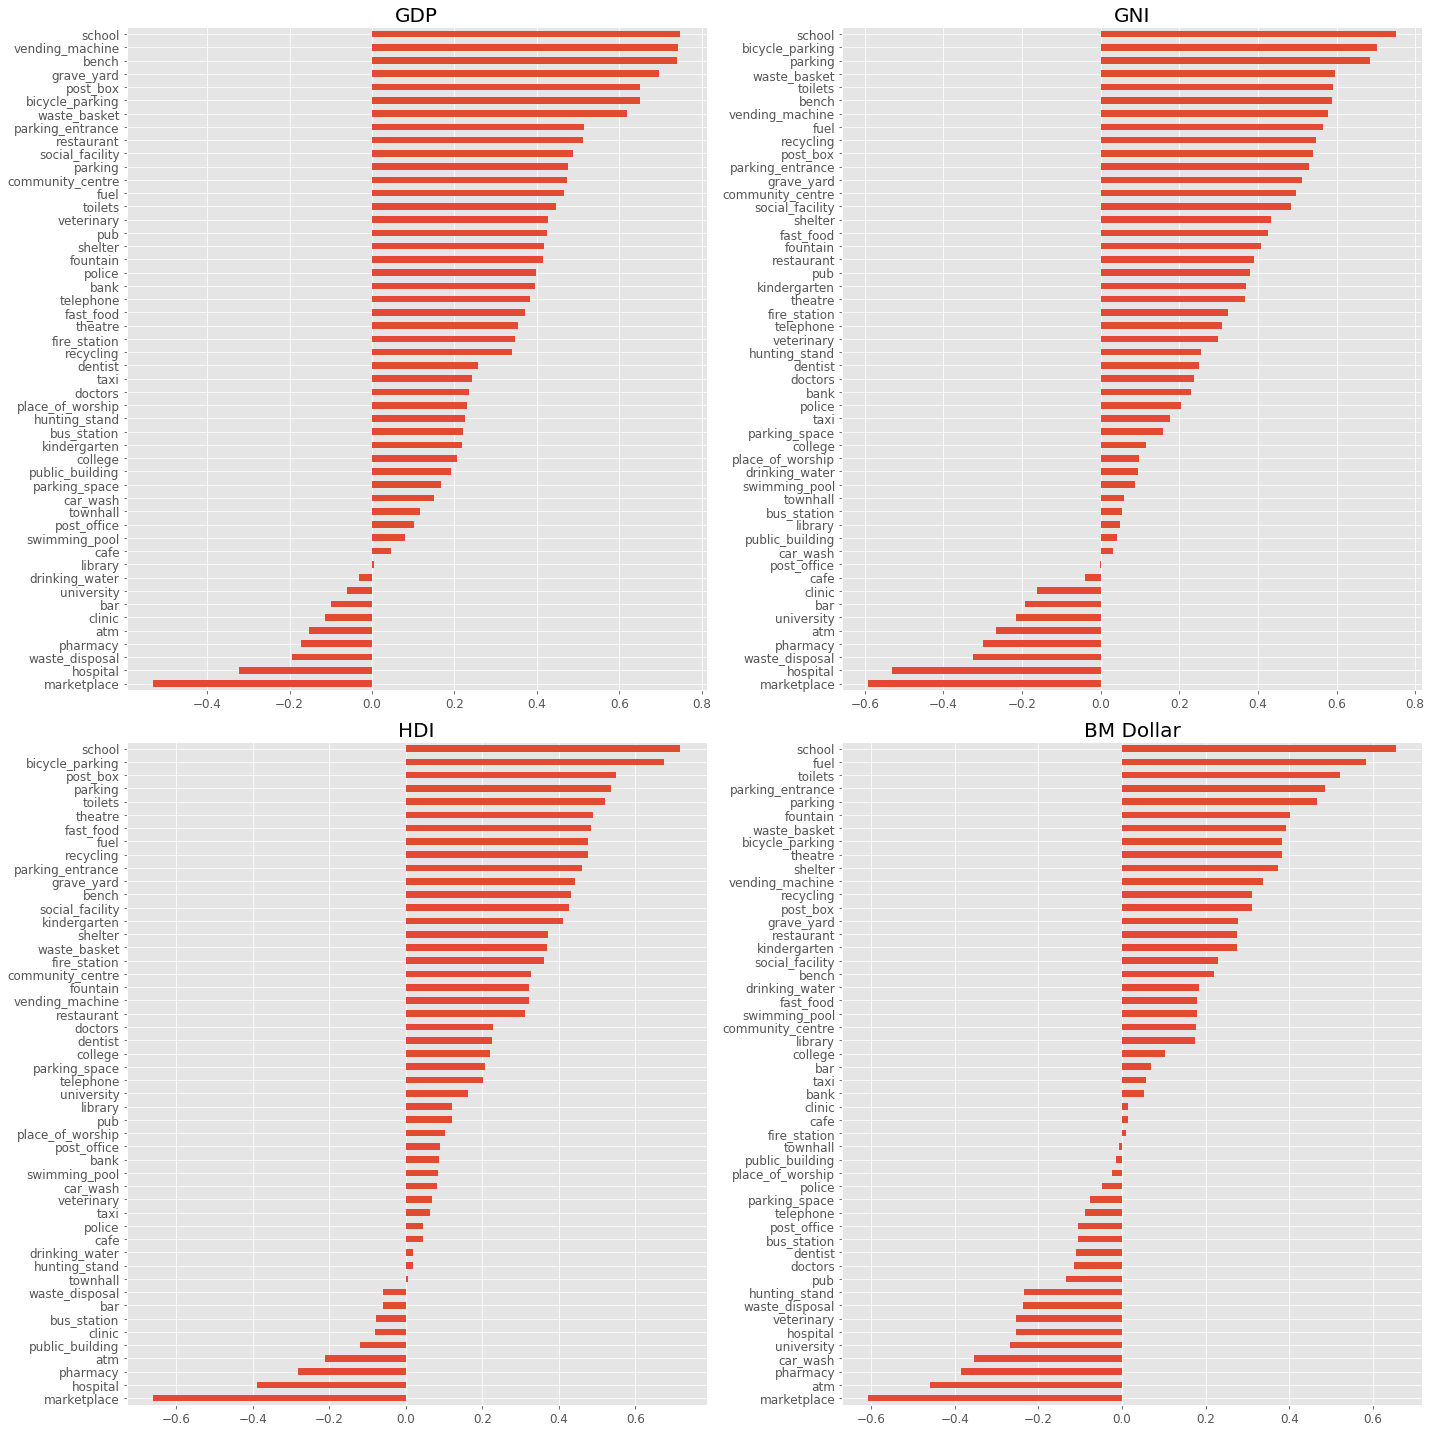 GDP
school
vending_machine
bench
grave_yard
post_box
bicycle_parking
waste_basket
parking_entrance
restaurant
social_facility
parking
community_centre
fuel
toilets
veterinary
pub
shelter
fountain
police
bank
telephone
fast_food
theatre
fire_station
recycling
dentist
taxi
doctors
place_of_worship
hunting_stand
bus_station
kindergarten
college
public_building
parking_space
car_wash
townhall
post_office
swimming_pool
cafe
library
drinking_water
university
bar
clinic
atm
pharmacy
waste_disposal
hospital
marketplace
−0.4 −0.2 0.0 0.2 0.4 0.6 0.8
GNI
school
bicycle_parking
parking
waste_basket
toilets
bench
vending_machine
fuel
recycling
post_box
parking_entrance
grave_yard
community_centre
social_facility
shelter
fast_food
fountain
restaurant
pub
kindergarten
theatre
fire_station
telephone
veterinary
hunting_stand
dentist
doctors
bank
police
taxi
parking_space
college
place_of_worship
drinking_water
swimming_pool
townhall
bus_station
library
public_building
car_wash
post_office
cafe
clinic
bar
university
atm
pharmacy
waste_disposal
hospital
marketplace
−0.6 −0.4 −0.2 0.0 0.2 0.4 0.6 0.8
HDI
school
bicycle_parking
post_box
parking
toilets
theatre
fast_food
fuel
recycling
parking_entrance
grave_yard
bench
social_facility
kindergarten
shelter
waste_basket
fire_station
community_centre
fountain
vending_machine
restaurant
doctors
dentist
college
parking_space
telephone
university
library
pub
place_of_worship
post_office
bank
swimming_pool
car_wash
veterinary
taxi
police
cafe
drinking_water
hunting_stand
townhall
waste_disposal
bar
bus_station
clinic
public_building
atm
pharmacy
hospital
marketplace
−0.6 −0.4 −0.2 0.0 0.2 0.4 0.6
BM Dollar
school
fuel
toilets
parking_entrance
parking
fountain
waste_basket
bicycle_parking
theatre
shelter
vending_machine
recycling
post_box
grave_yard
restaurant
kindergarten
social_facility
bench
drinking_water
fast_food
swimming_pool
community_centre
library
college
bar
taxi
bank
clinic
cafe
fire_station
townhall
public_building
place_of_worship
police
parking_space
telephone
post_office
bus_station
dentist
doctors
pub
hunting_stand
waste_disposal
veterinary
hospital
university
car_wash
pharmacy
atm
marketplace
−0.6 −0.4 −0.2 0.0 0.2 0.4 0.6